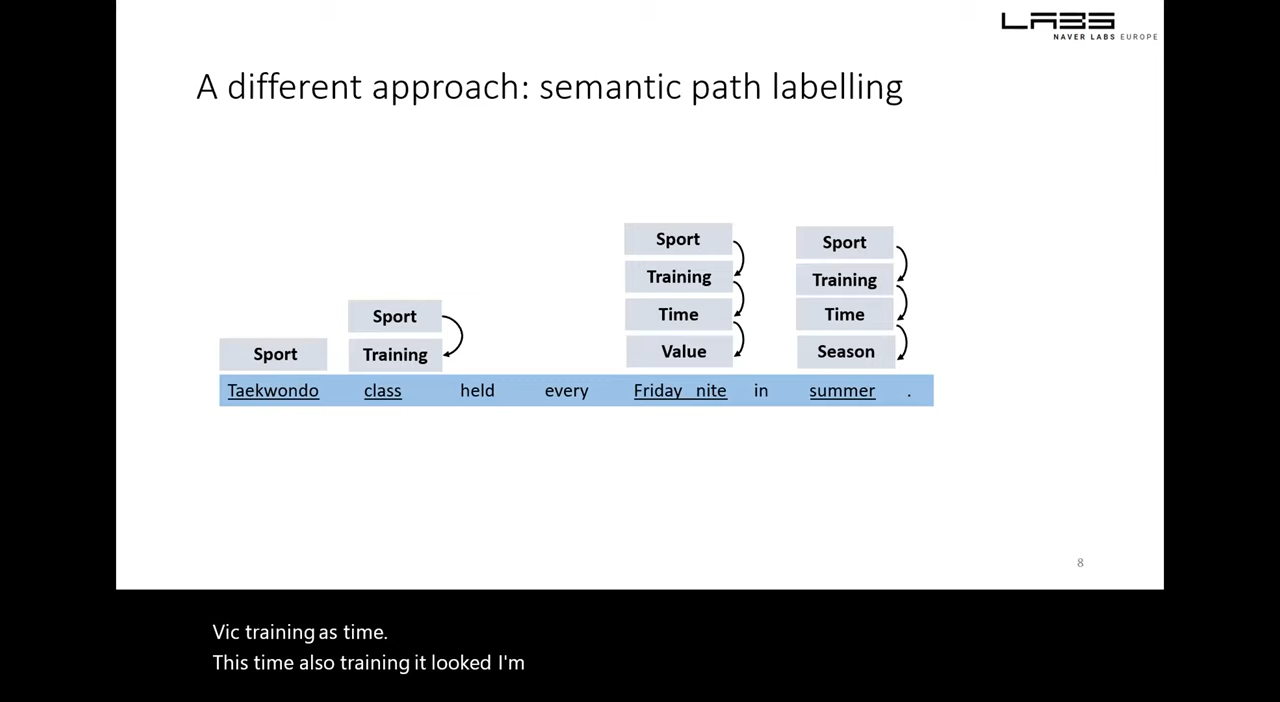 LABS
NAVER LABS EUROPE
A different approach: semantic path labelling
Sport
Training
Time
Value
Sport
Training
Time
Season
Sport
Training
Sport
Taekwondo class held every Friday nite in summer .
8
Vic training as time.
This time also training it looked I'm